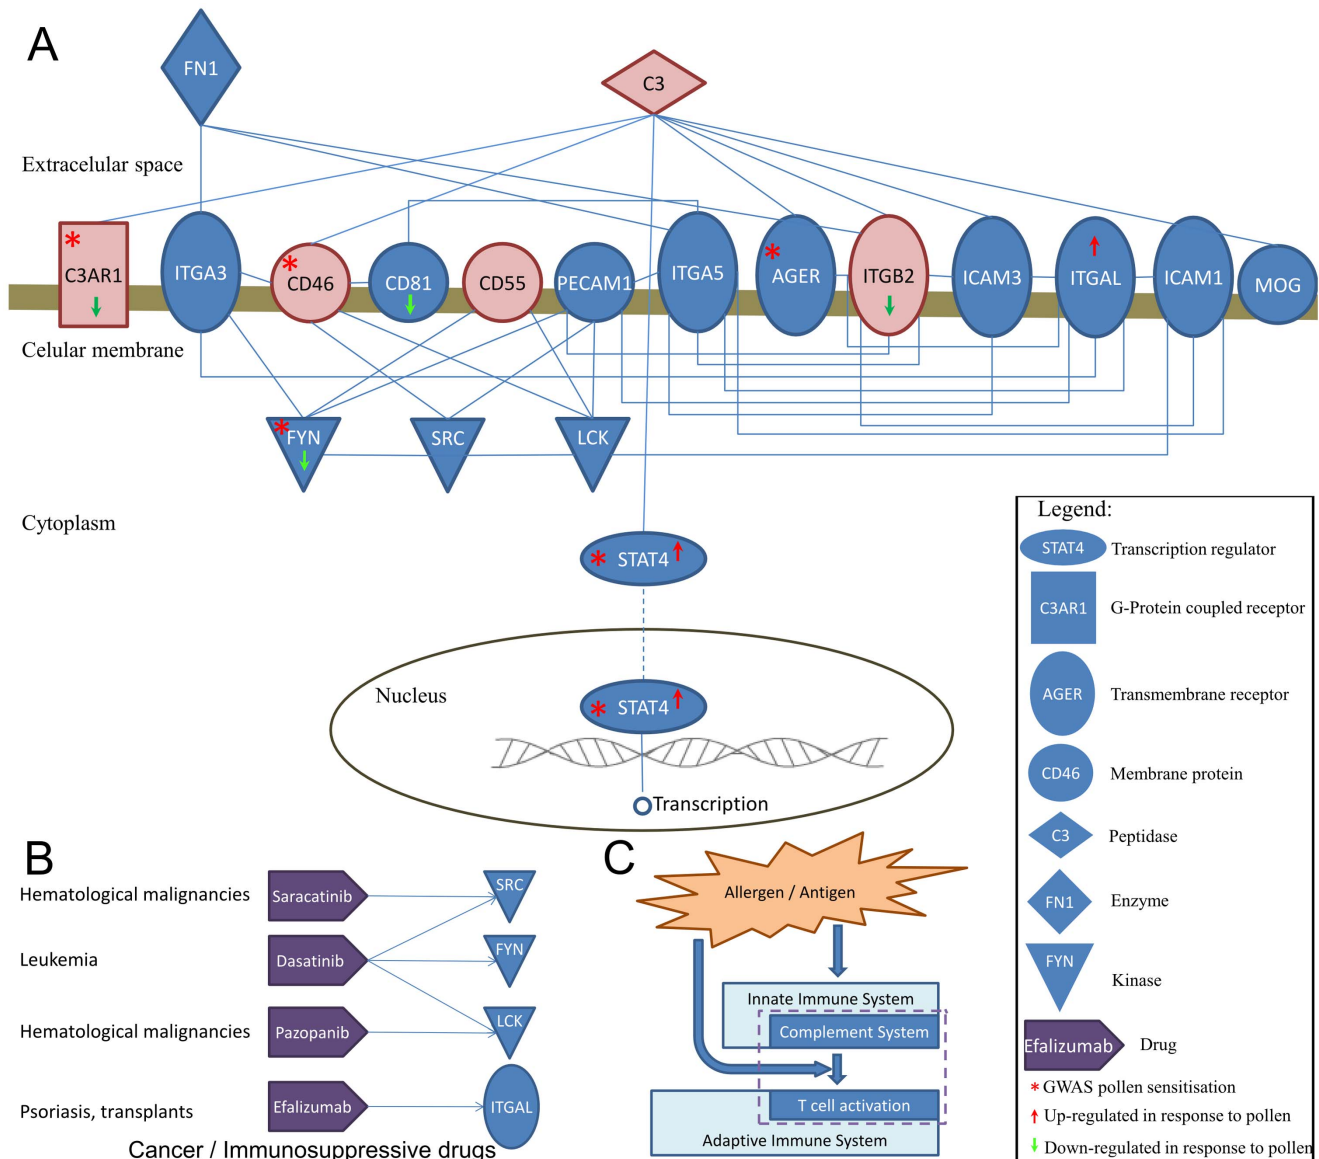 A
FN1
C3
Extracelular space
C3AR1
ITGA3
CD46
CD81
CD55
PECAM1
ITGA5
AGER
ITGB2
ICAM3
ITGAL
ICAM1
MOG
Celular membrane
FYN
SRC
LCK
Cytoplasm
STAT4
Nucleus
STAT4
Transcription
Legend:
STAT4 Transcription regulator
C3AR1 G-Protein coupled receptor
AGER Transmembrane receptor
CD46 Membrane protein
C3 Peptidase
FN1 Enzyme
FYN Kinase
Efalizumab Drug
* GWAS pollen sensitisation
↑ Up-regulated in response to pollen
↓ Down-regulated in response to pollen
B
Hematological malignancies Saracatinib SRC
Leukemia Dasatinib FYN
Hematological malignancies Pazopanib LCK
Psoriasis, transplants Efalizumab ITGAL
Cancer / Immunosuppressive drugs
C
Allergen / Antigen
Innate Immune System
Complement System
T cell activation
Adaptive Immune System